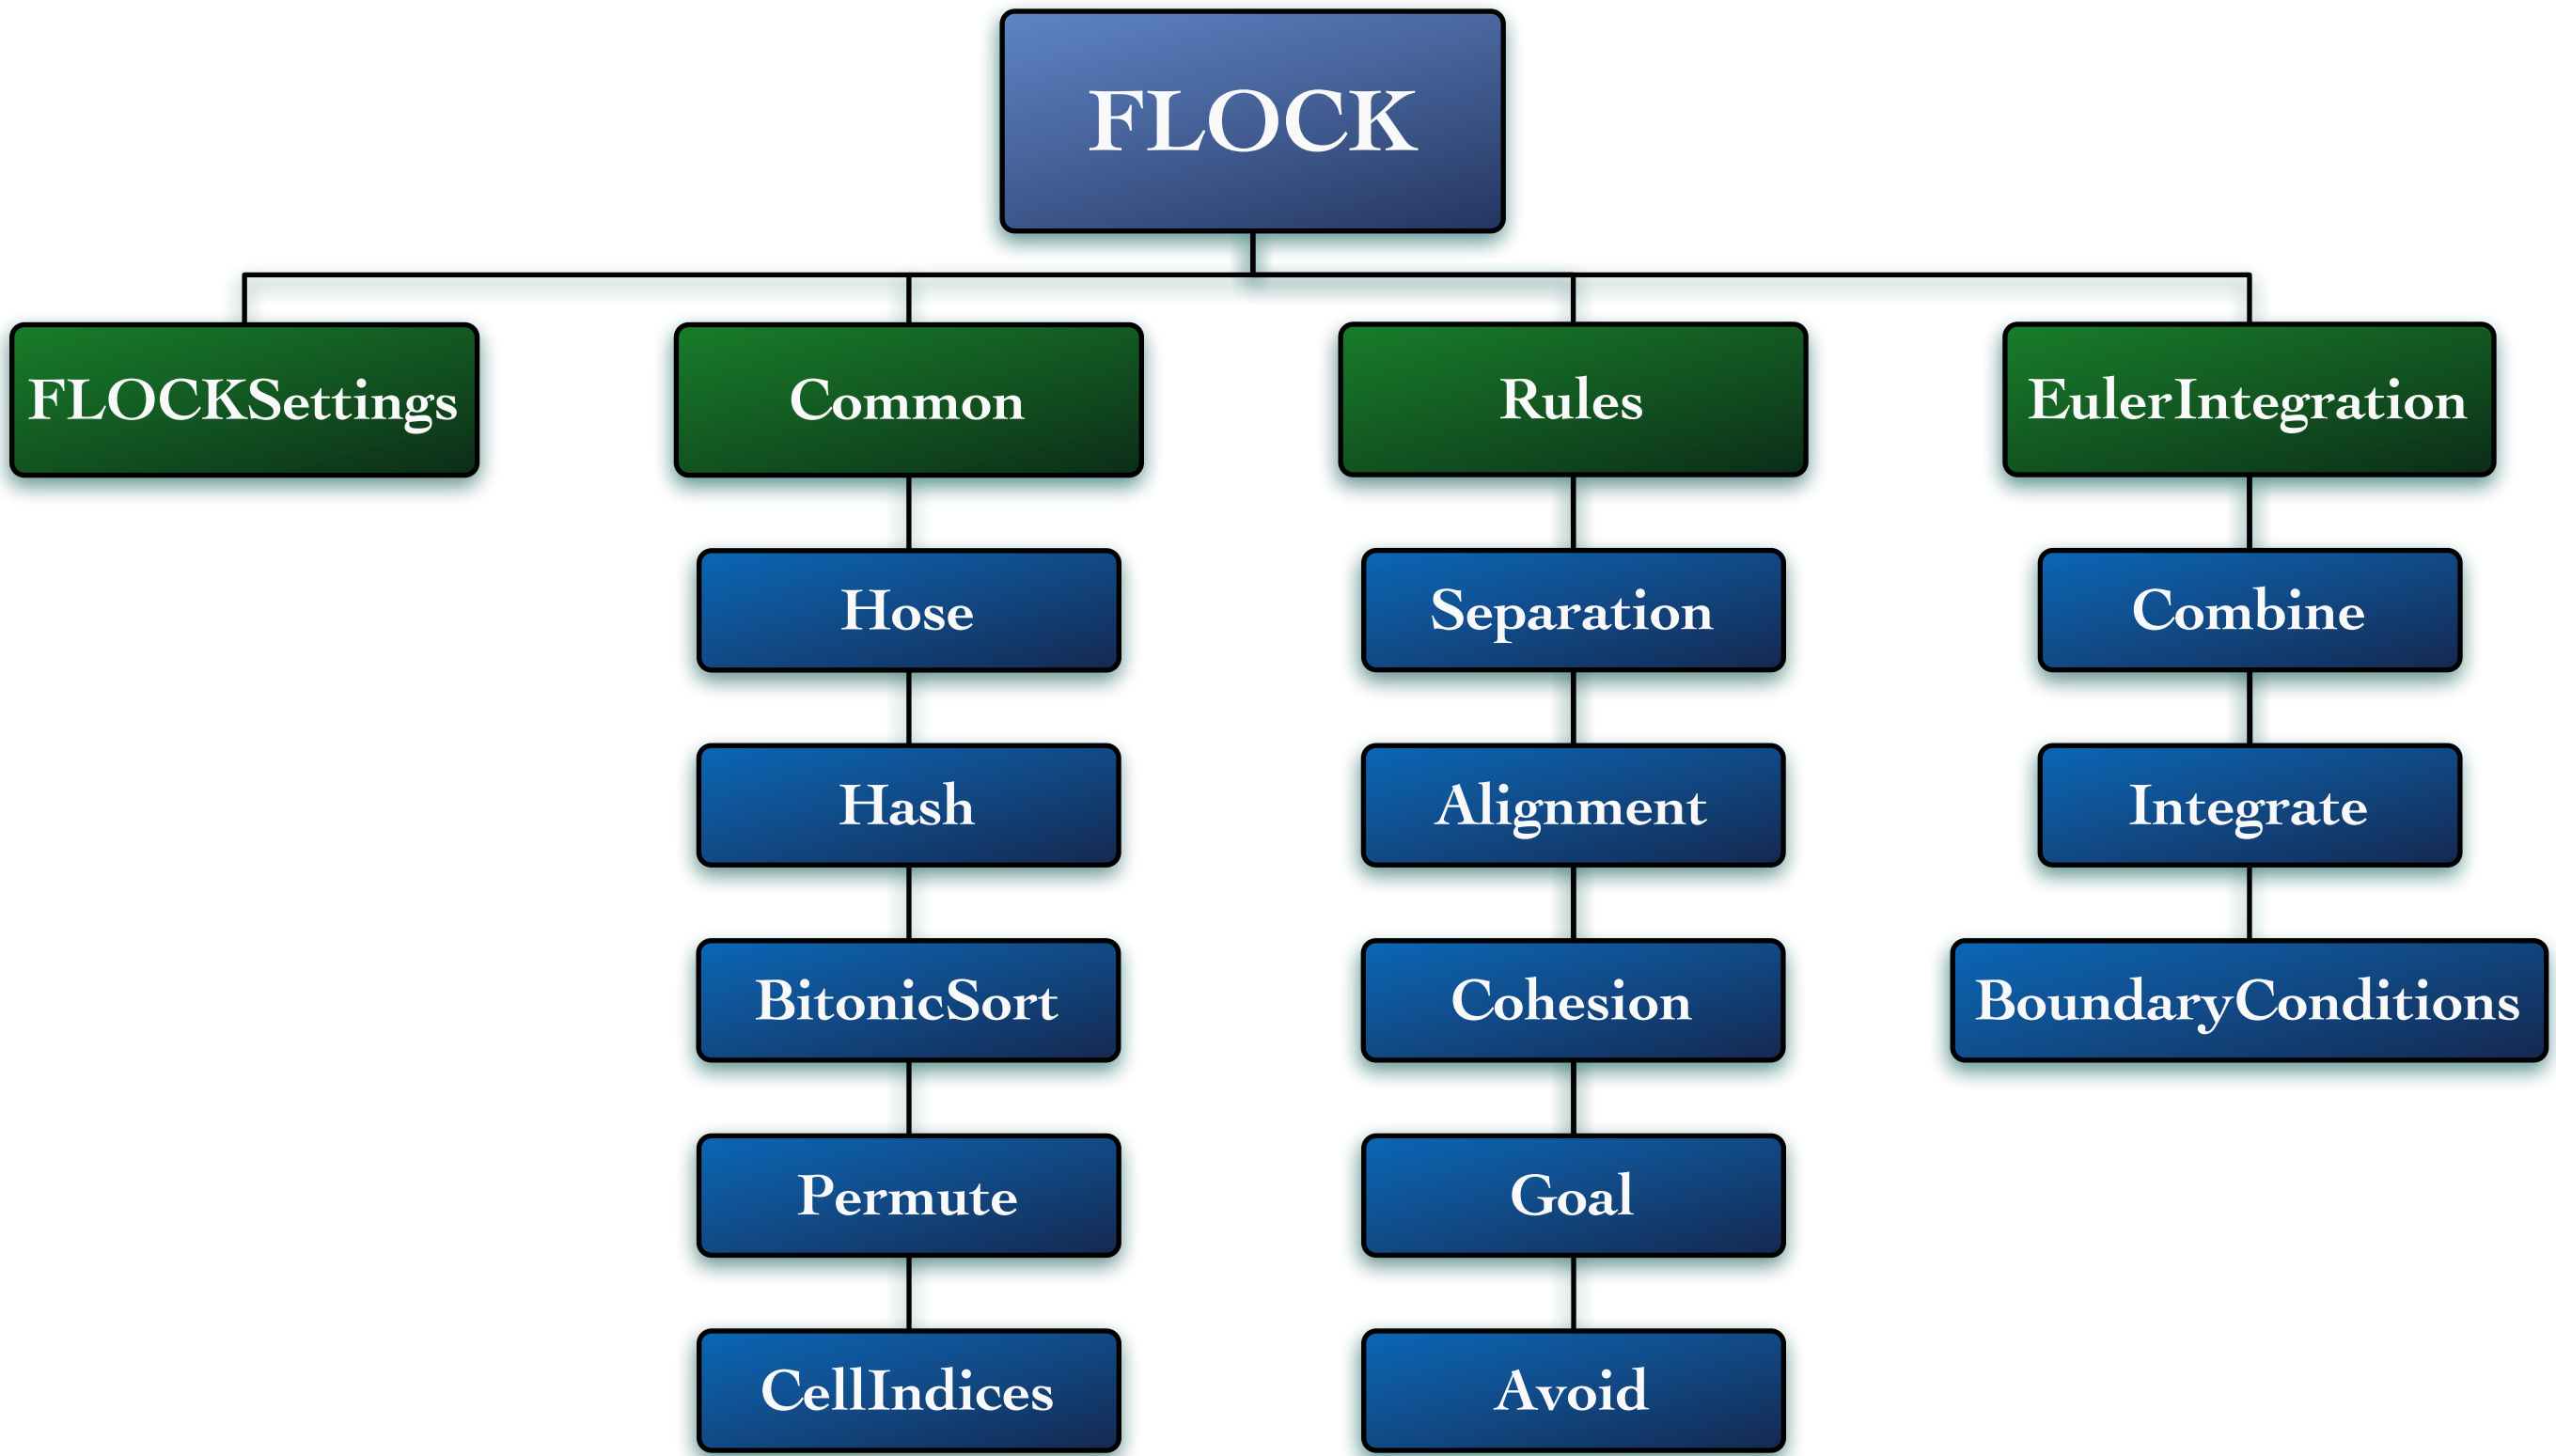 FLOCK
FLOCKSettings
Common
Rules
EulerIntegration
Hose
Separation
Combine
Hash
Alignment
Integrate
BitonicSort
Cohesion
BoundaryConditions
Permute
Goal
CellIndices
Avoid